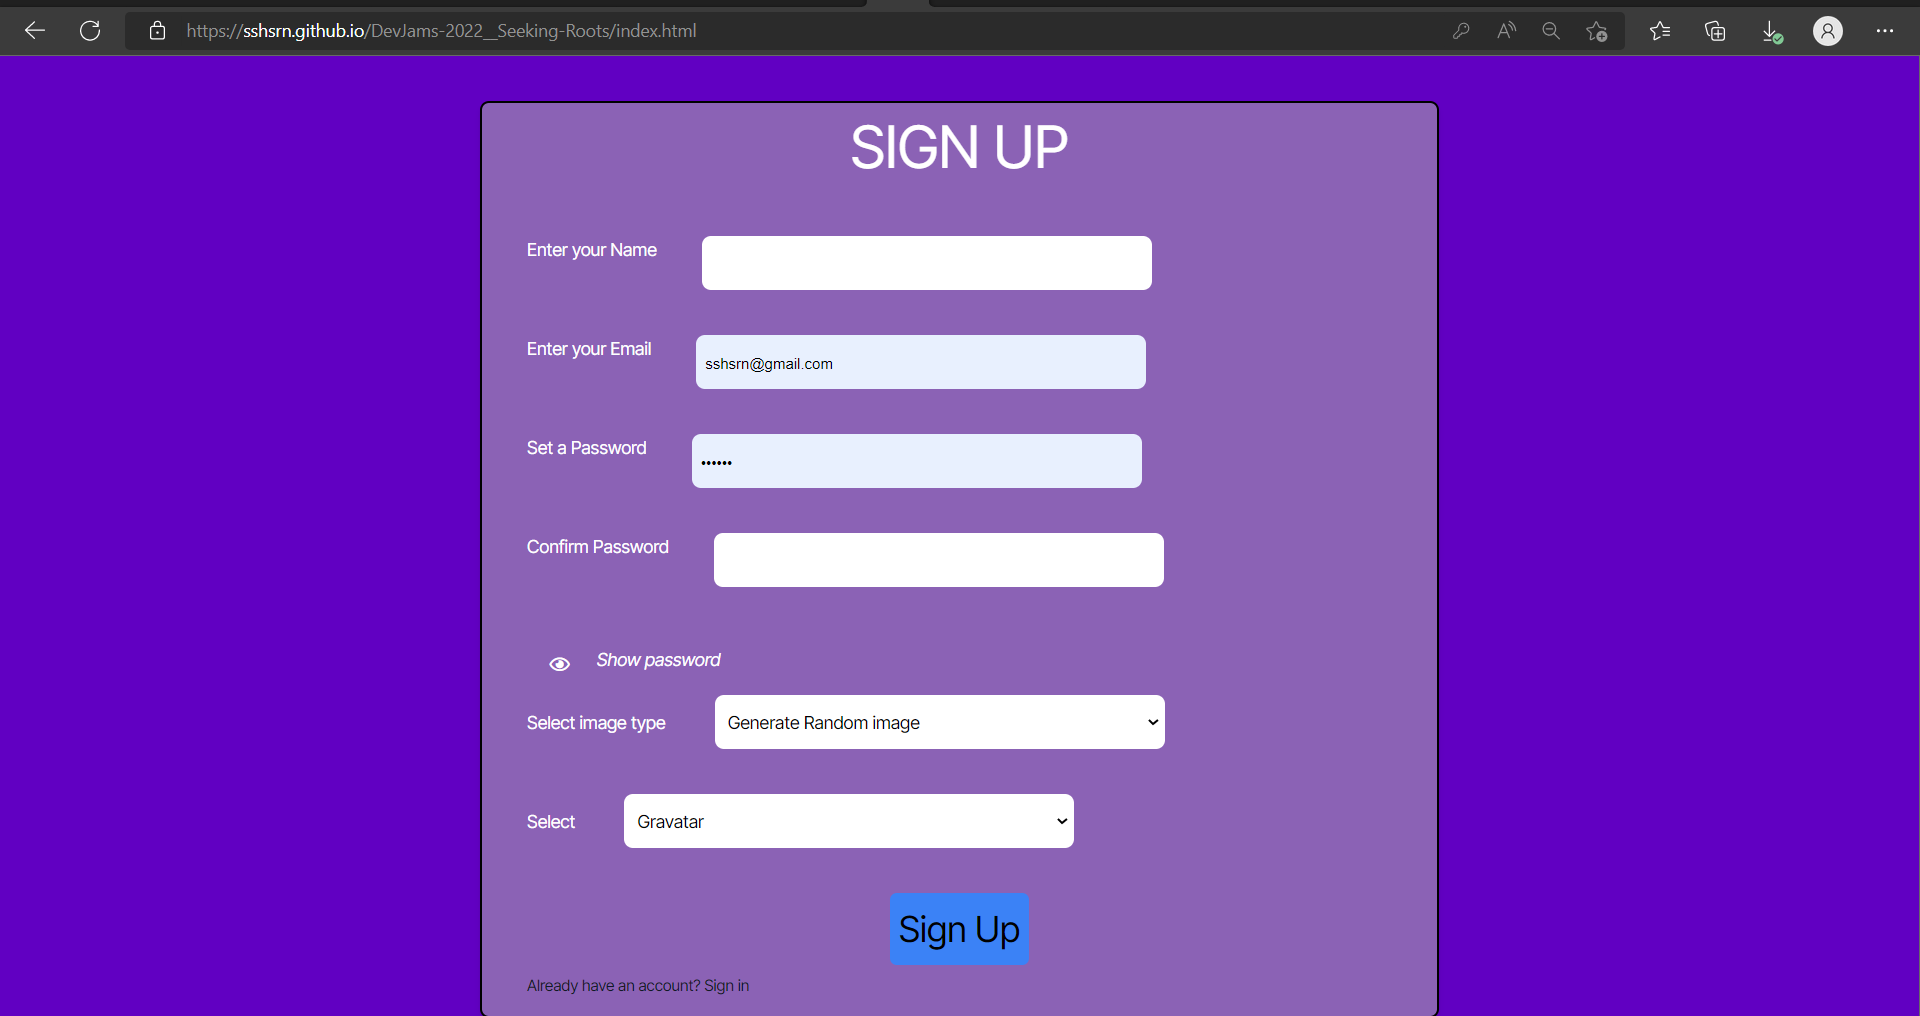 https://sshsrn.github.io/DevJams-2022__Seeking-Roots/index.html
SIGN UP
Enter your Name
Enter your Email
sshsrn@gmail.com
Set a Password
••••••
Confirm Password
Show password
Select image type
Generate Random image
Select
Gravatar
Sign Up
Already have an account? Sign in